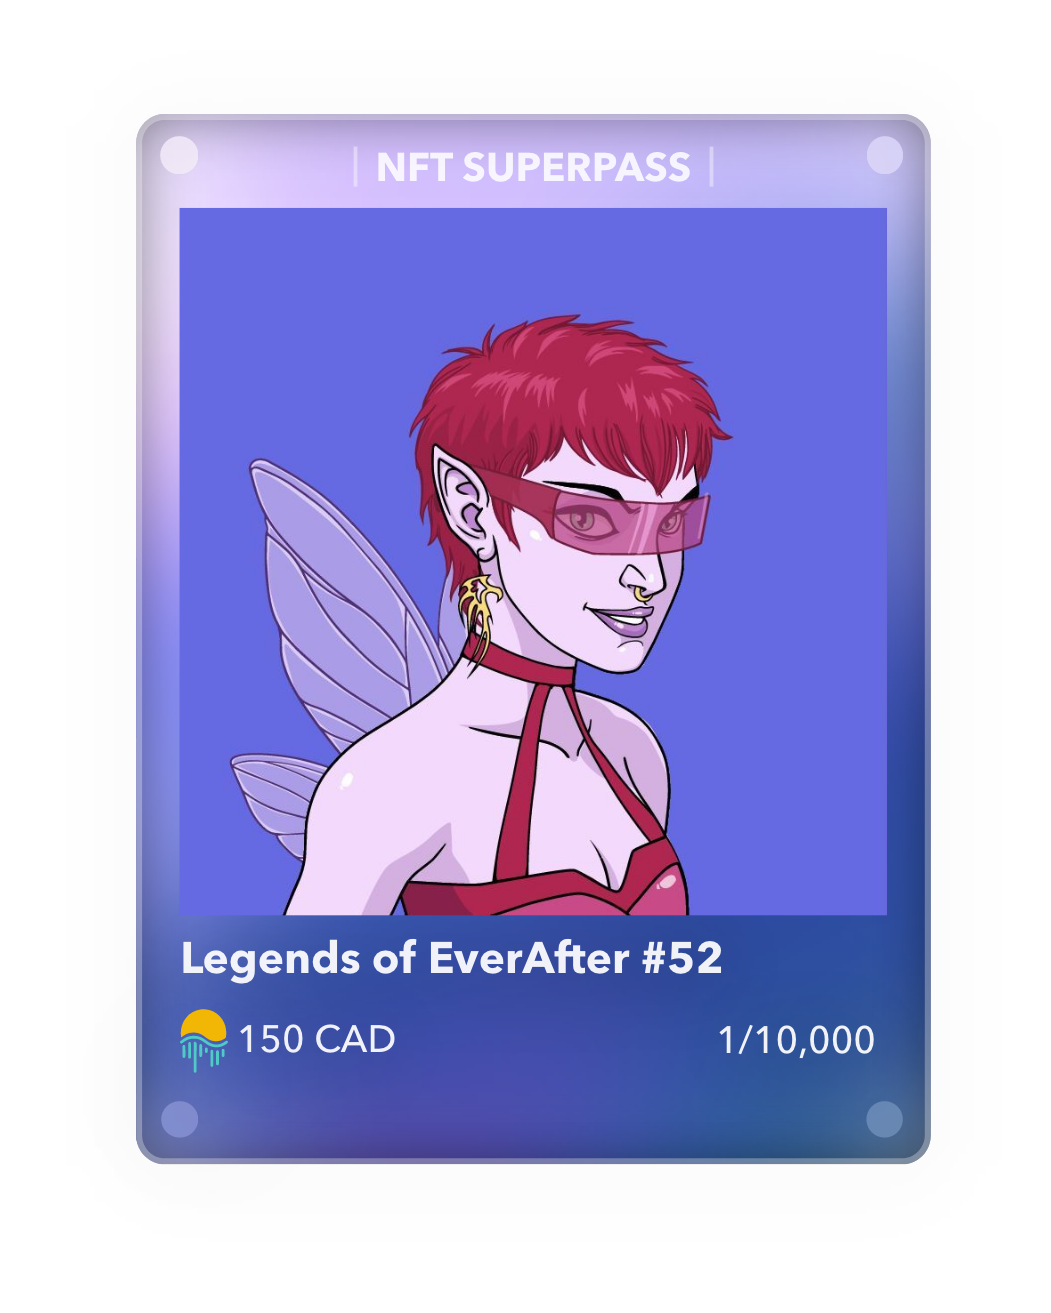 | NFT SUPERPASS |
Legends of EverAfter #52
150 CAD
1/10,000